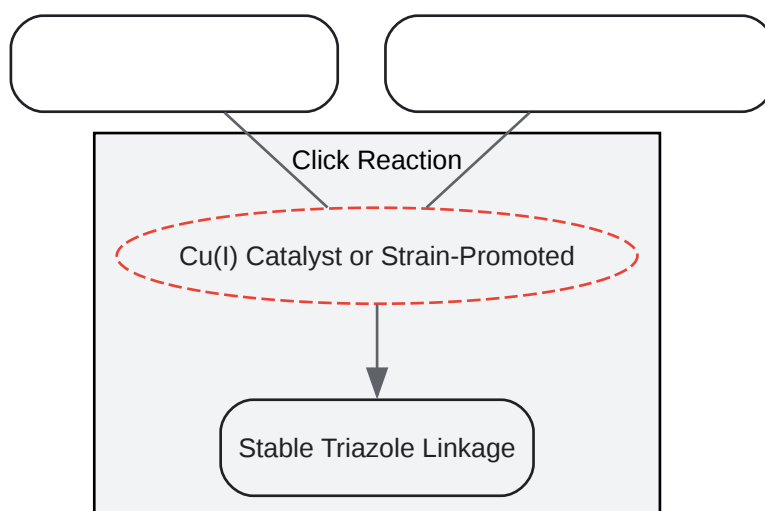 Click Reaction
Cu(I) Catalyst or Strain-Promoted
Stable Triazole Linkage